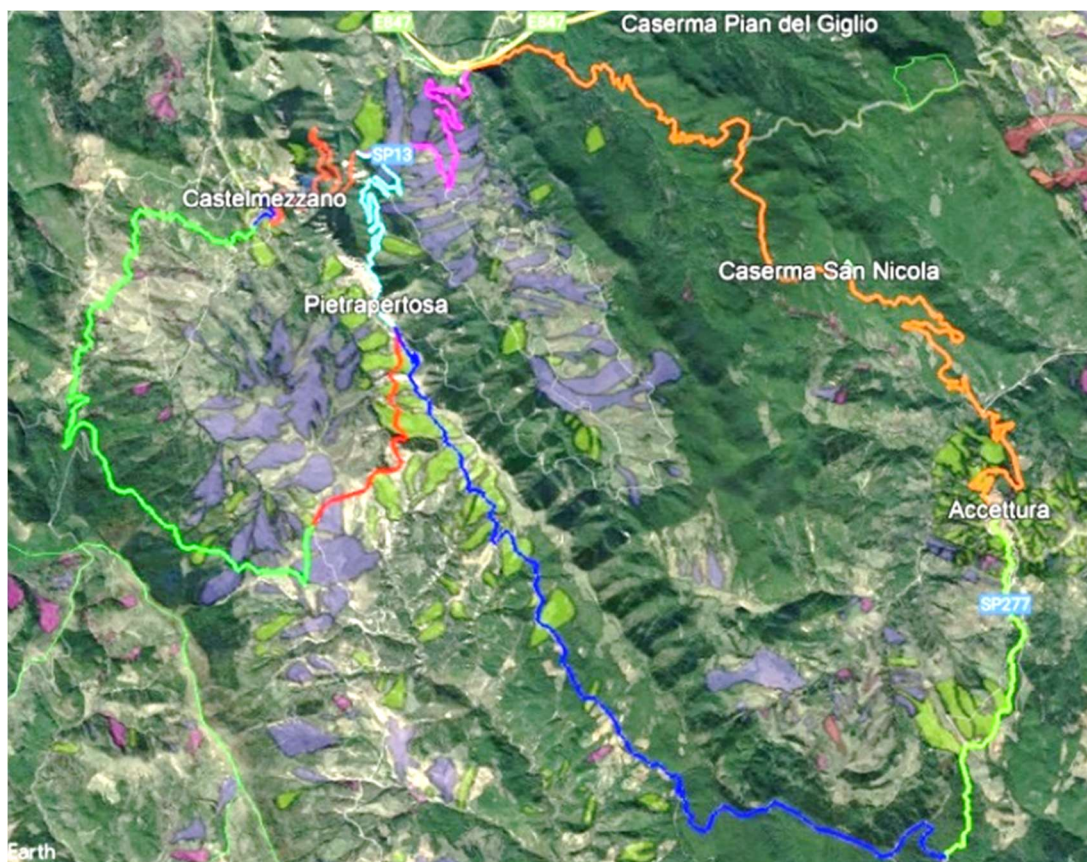 E847
E847
Caserma Pian del Giglio
SP13
Castelmezzano
Caserma San Nicola
Pietrapertosa
Accettura
SP277
Earth